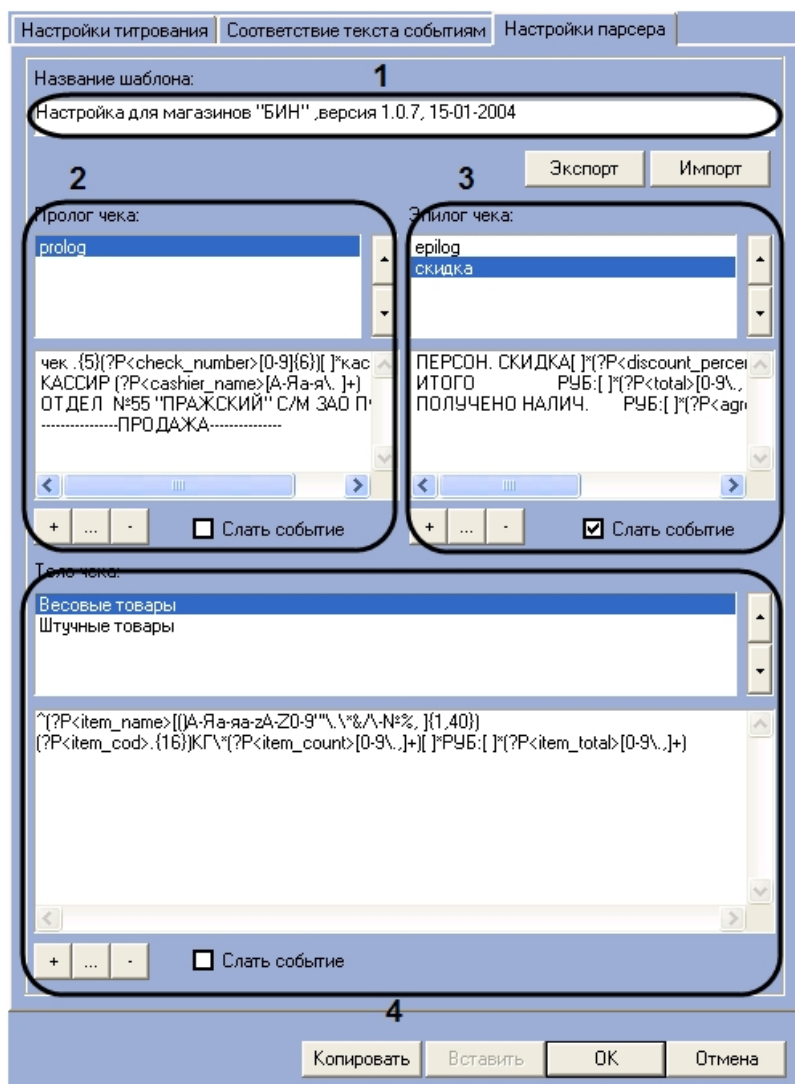 Настройки титрования Соответствие текста событиям Настройки парсера
Название шаблона:
1
Настройка для магазинов "БИН" ,версия 1.0.7, 15-01-2004
Экспорт Импорт
2
3
Пролог чека:
prolog
чек .{5}(?P<check_number>[0-9]{6})[ ]*кас
КАССИР (?P<cashier_name>[А-Яа-я\. ]+)
ОТДЕЛ №55 "ПРАЖСКИЙ" С/М ЗАО П
---------------ПРОДАЖА--------------
+ ... - Слать событие
Эпилог чека:
epilog
скидка
ПЕРСОН. СКИДКА[ ]*(?P<discount_percer
ИТОГО РУБ:[ ]*(?P<total>[0-9\.,
ПОЛУЧЕНО НАЛИЧ. РУБ:[ ]*(?P<agr
+ ... - Слать событие
Тело чека:
Весовые товары
Штучные товары
^(?P<item_name>[()А-Яа-яa-zA-Z0-9'"\.\*&/\-№%, ]{1,40})
(?P<item_cod>.{16})КГ\*(?P<item_count>[0-9\.,]+)[ ]*РУБ:[ ]*(?P<item_total>[0-9\.,]+)
+ ... - Слать событие
4
Копировать Вставить OK Отмена